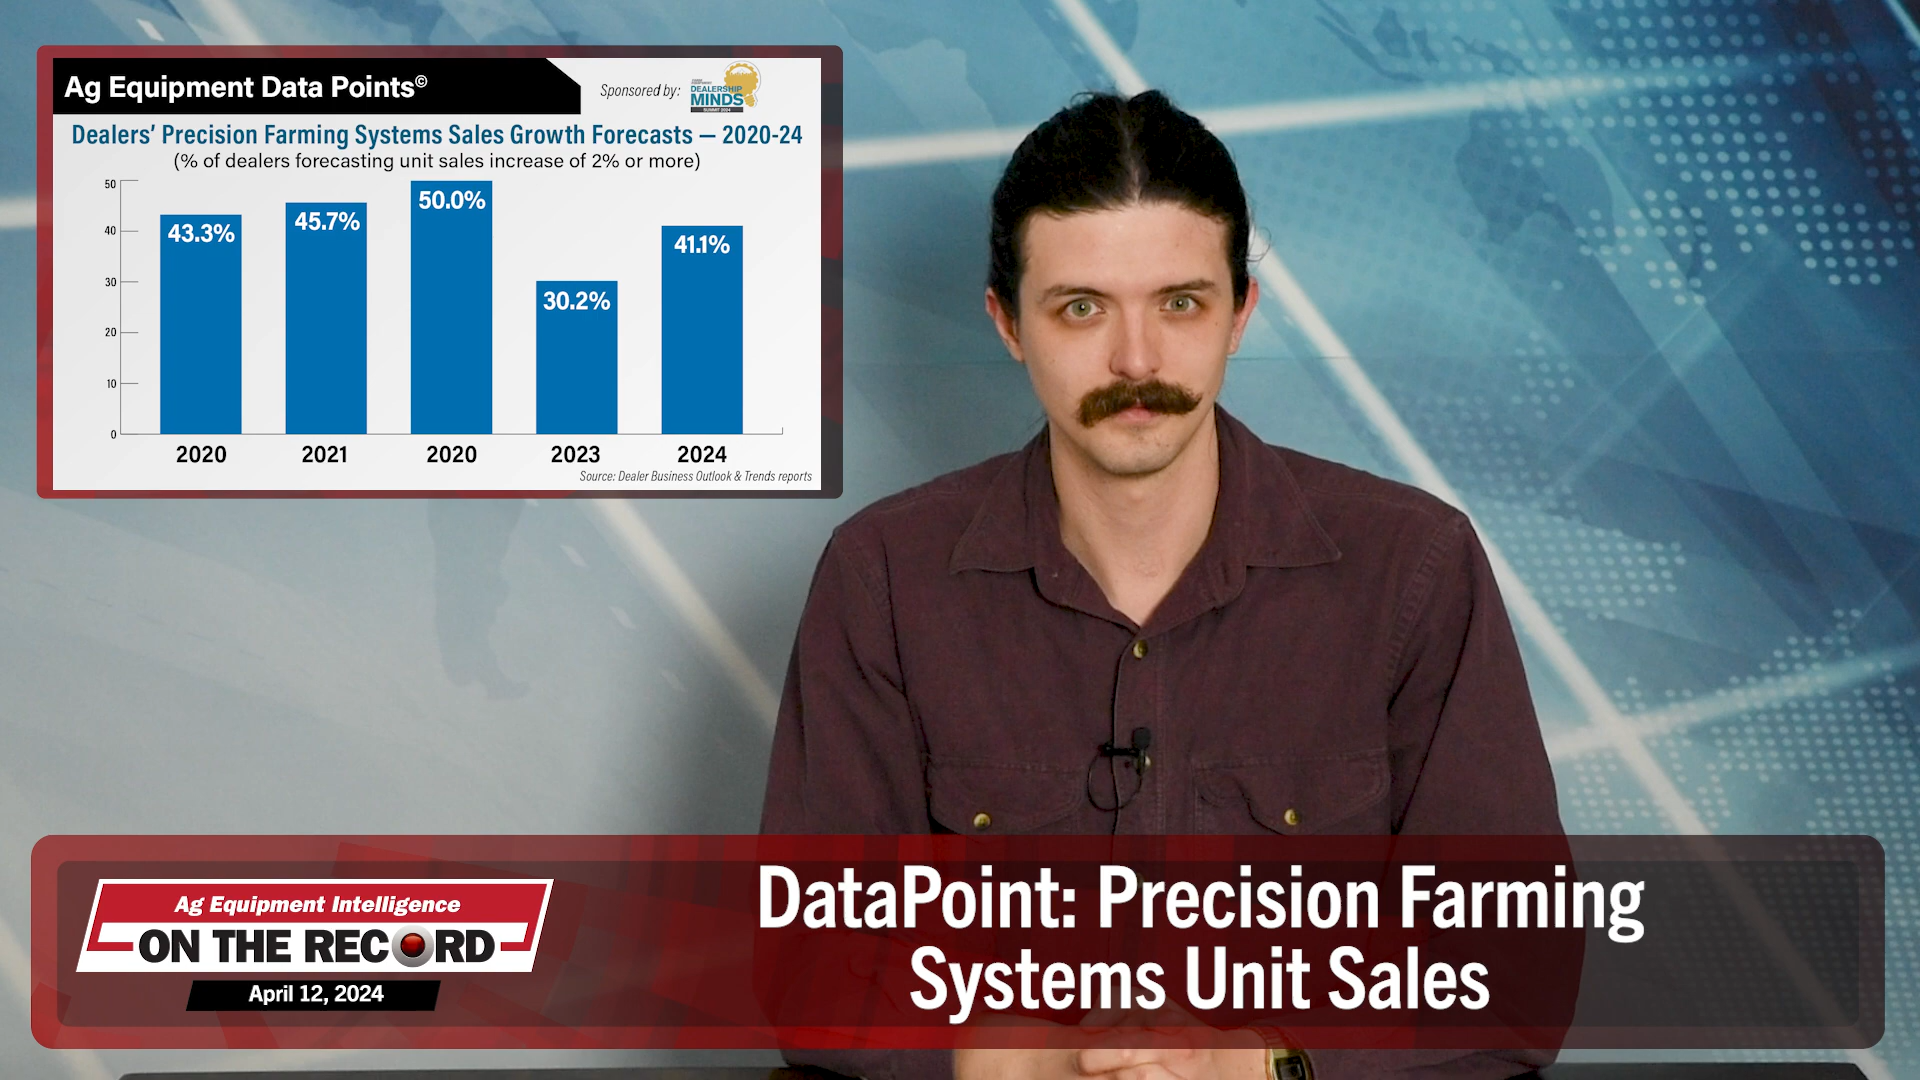 Ag Equipment Data Points©
Sponsored by:
DEALERSHIP
MINDS
SUMMIT 2024
Dealers’ Precision Farming Systems Sales Growth Forecasts — 2020-24
(% of dealers forecasting unit sales increase of 2% or more)
50
40
30
20
10
0
43.3%
45.7%
50.0%
30.2%
41.1%
2020
2021
2020
2023
2024
Source: Dealer Business Outlook & Trends reports
Ag Equipment Intelligence
ON THE RECORD
April 12, 2024
DataPoint: Precision Farming
Systems Unit Sales